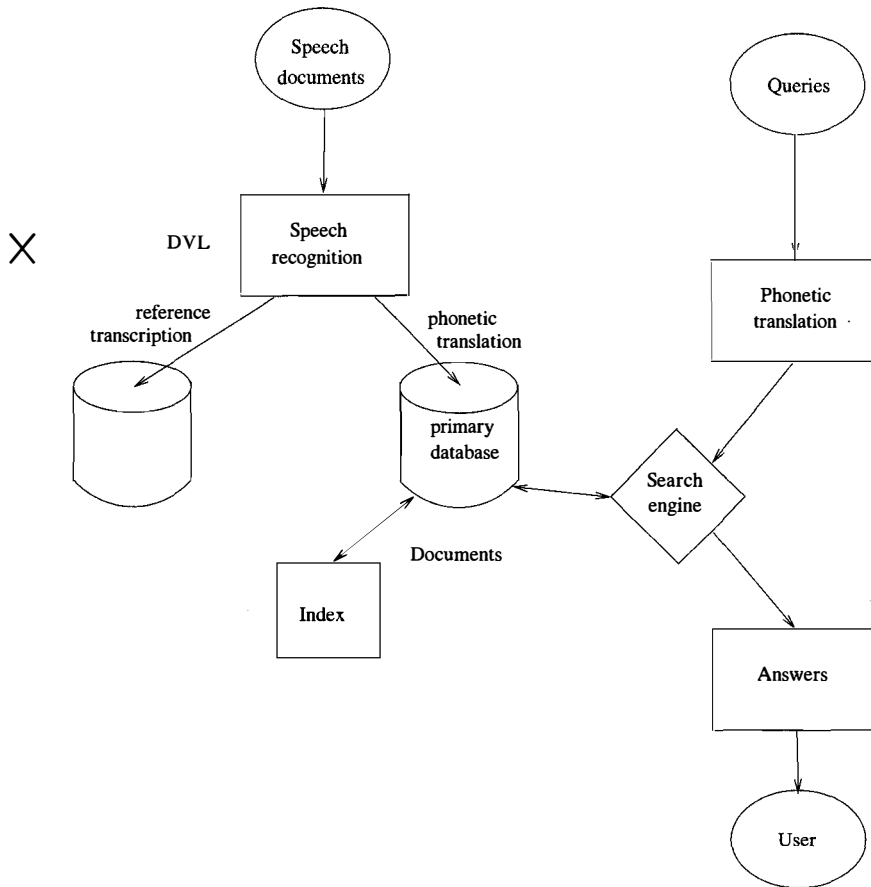 Speech
documents
Queries
X
DVL
Speech
recognition
Phonetic
translation
reference
transcription
phonetic
translation
primary
database
Search
engine
Documents
Index
Answers
User